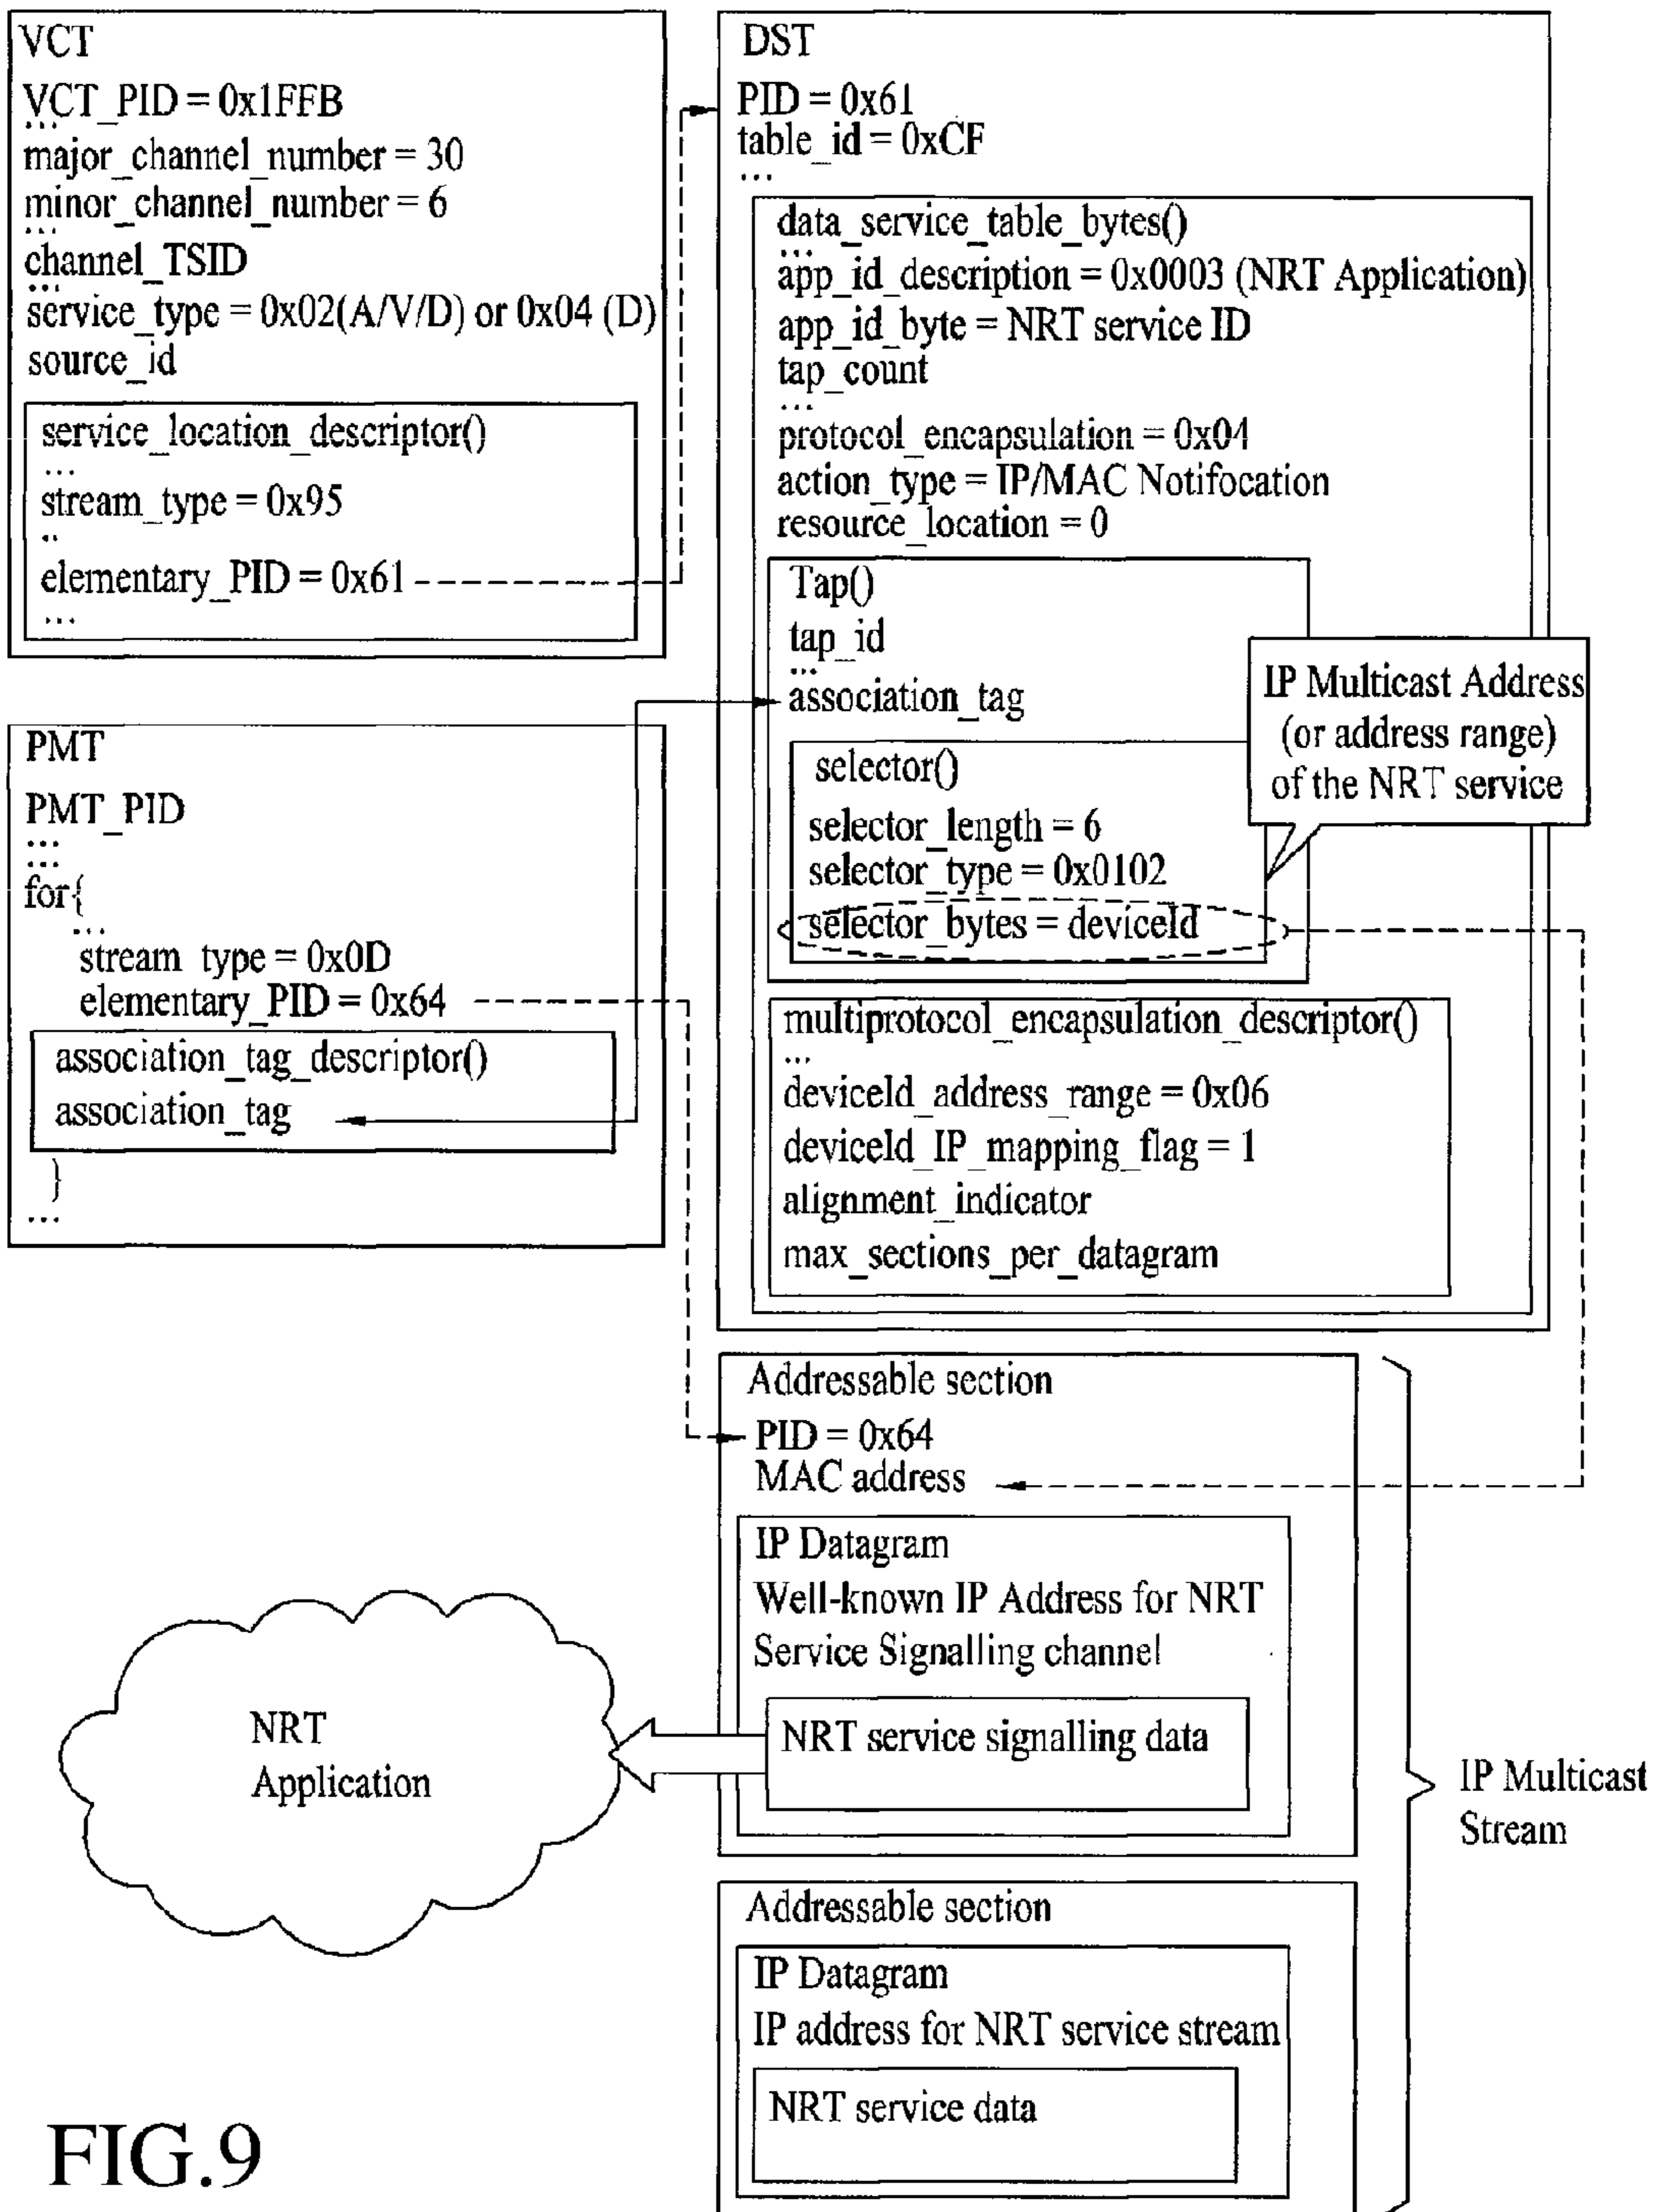 VCT
VCT_PID = 0x1FFB
...
major_channel_number = 30
minor_channel_number = 6
...
channel_TSID
...
service_type = 0x02(A/V/D) or 0x04 (D)
source_id
service_location_descriptor()
...
stream_type = 0x95
..
elementary_PID = 0x61
...
PMT
PMT_PID
...
...
for{
...
stream_type = 0x0D
elementary_PID = 0x64
association_tag_descriptor()
association_tag
}
...
DST
PID = 0x61
table_id = 0xCF
...
data_service_table_bytes()
...
app_id_description = 0x0003 (NRT Application)
app_id_byte = NRT service ID
tap_count
...
protocol_encapsulation = 0x04
action_type = IP/MAC Notifocation
resource_location = 0
Tap()
tap_id
...
association_tag
selector()
selector_length = 6
selector_type = 0x0102
selector_bytes = deviceId
IP Multicast Address
(or address range)
of the NRT service
multiprotocol_encapsulation_descriptor()
...
deviceId_address_range = 0x06
deviceId_IP_mapping_flag = 1
alignment_indicator
max_sections_per_datagram
Addressable section
PID = 0x64
MAC address
IP Datagram
Well-known IP Address for NRT
Service Signalling channel
NRT service signalling data
NRT
Application
IP Multicast
Stream
Addressable section
IP Datagram
IP address for NRT service stream
NRT service data
FIG.9